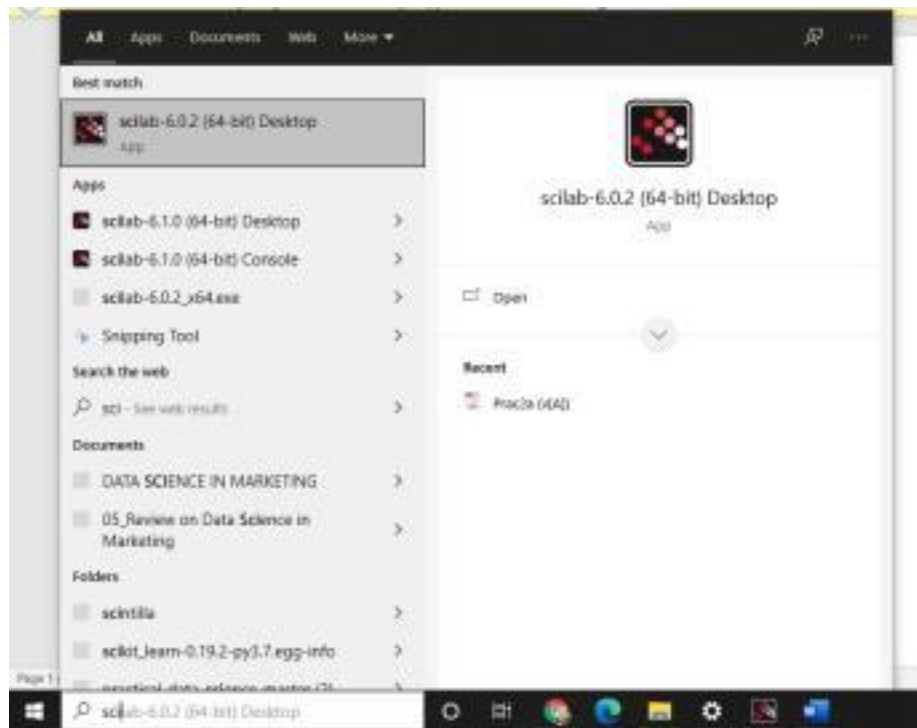 All Apps Documents Web More
Best match
scilab-6.0.2 (64-bit) Desktop
App
Apps
scilab-6.1.0 (64-bit) Desktop
scilab-6.1.0 (64-bit) Console
scilab-6.0.2_x64.exe
Snipping Tool
Search the web
sci - See web results
Documents
DATA SCIENCE IN MARKETING
05_Review on Data Science in
Marketing
Folders
scintilla
scikit_learn-0.19.2-py3.7.egg-info
scilab-6.0.2 (64-bit) Desktop
App
Open
Recent
Page 1
scilab-6.0.2 (64-bit) Desktop